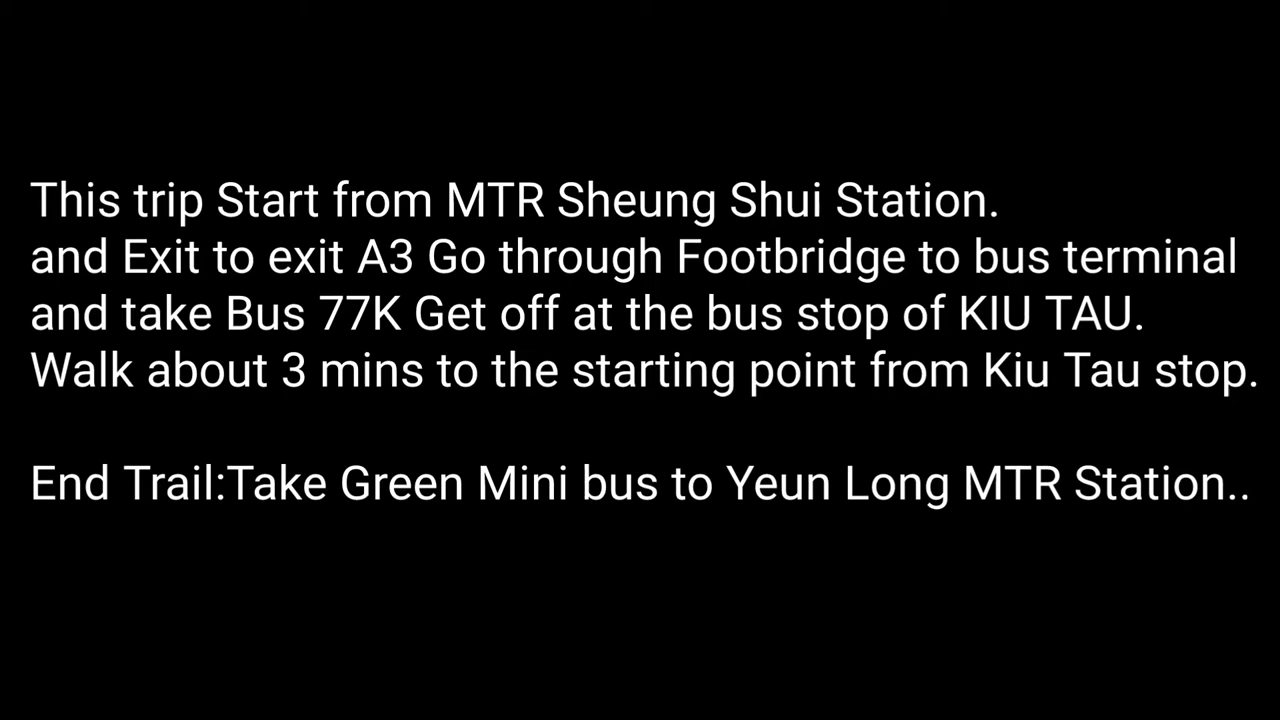 This trip Start from MTR Sheung Shui Station.
and Exit to exit A3 Go through Footbridge to bus terminal
and take Bus 77K Get off at the bus stop of KIU TAU.
Walk about 3 mins to the starting point from Kiu Tau stop.
End Trail:Take Green Mini bus to Yeun Long MTR Station..